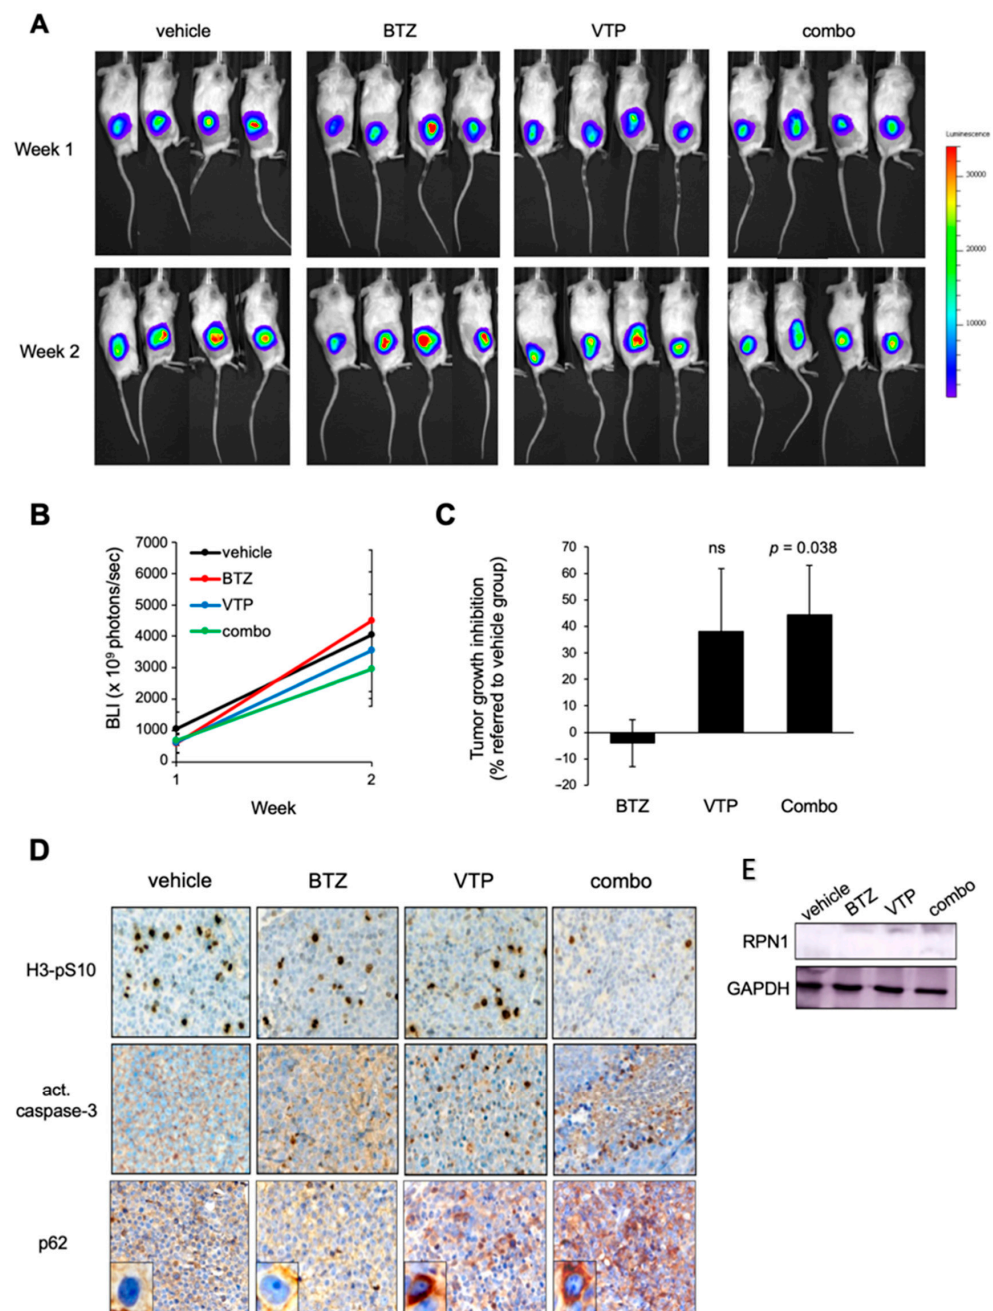 A
vehicle
BTZ
VTP
combo
Week 1
Luminescence
30000
20000
10000
Week 2
B
BLI (x 10⁹ photons/sec)
7000
6000
5000
4000
3000
2000
1000
0
vehicle
BTZ
VTP
combo
1
2
Week
C
Tumor growth inhibition
(% referred to vehicle group)
70
60
50
40
30
20
10
0
−10
−20
ns
p = 0.038
BTZ
VTP
Combo
D
vehicle
BTZ
VTP
combo
H3-pS10
act.
caspase-3
p62
E
vehicle
BTZ
VTP
combo
RPN1
GAPDH